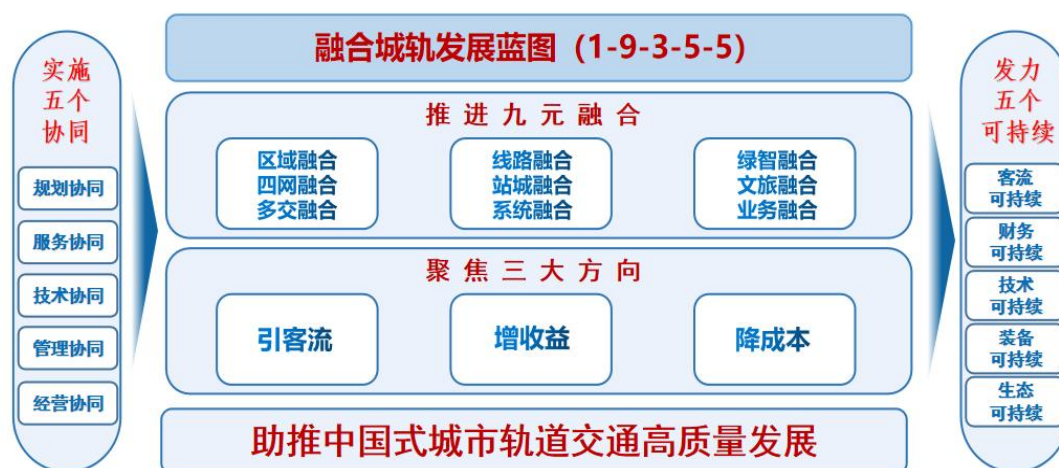 实施
五个
协同
规划协同
服务协同
技术协同
管理协同
经营协同
融合城轨发展蓝图（1-9-3-5-5）
推进九元融合
区域融合
四网融合
多交融合
线路融合
站城融合
系统融合
绿智融合
文旅融合
业务融合
聚焦三大方向
引客流
增收益
降成本
助推中国式城市轨道交通高质量发展
发力
五个
可持续
客流
可持续
财务
可持续
技术
可持续
装备
可持续
生态
可持续